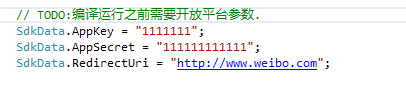 // TODO:编译运行之前需要开放平台参数.
SdkData.AppKey = "1111111";
SdkData.AppSecret = "111111111111";
SdkData.RedirectUri = "http://www.weibo.com";